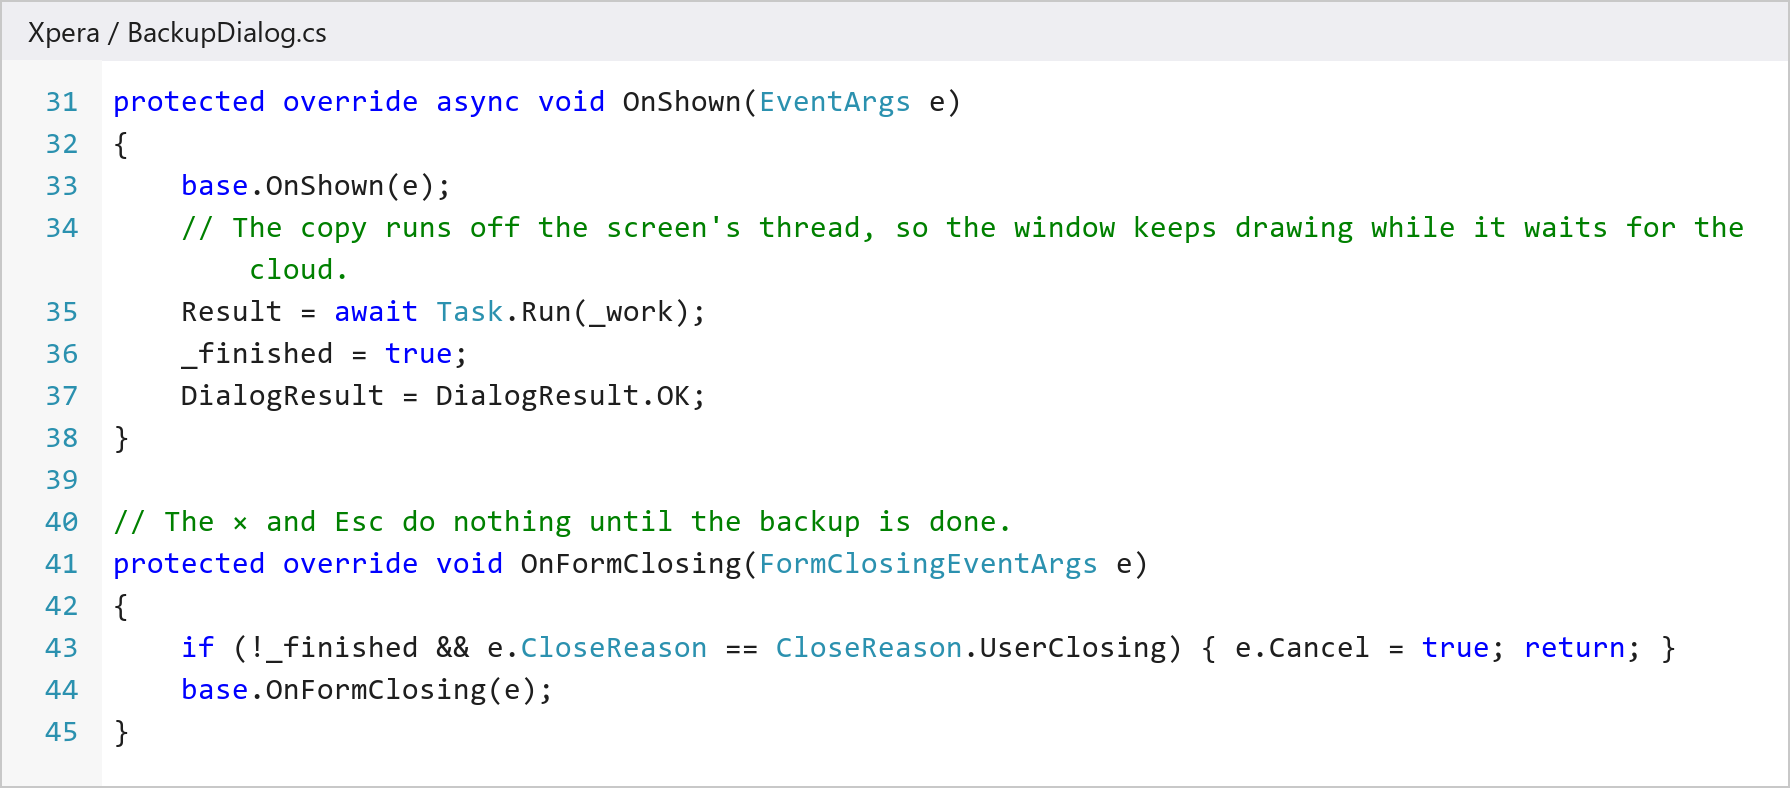 Xpera / BackupDialog.cs
31 protected override async void OnShown(EventArgs e)
32 {
33     base.OnShown(e);
34     // The copy runs off the screen's thread, so the window keeps drawing while it waits for the
        cloud.
35     Result = await Task.Run(_work);
36     _finished = true;
37     DialogResult = DialogResult.OK;
38 }
39
40 // The × and Esc do nothing until the backup is done.
41 protected override void OnFormClosing(FormClosingEventArgs e)
42 {
43     if (!_finished && e.CloseReason == CloseReason.UserClosing) { e.Cancel = true; return; }
44     base.OnFormClosing(e);
45 }